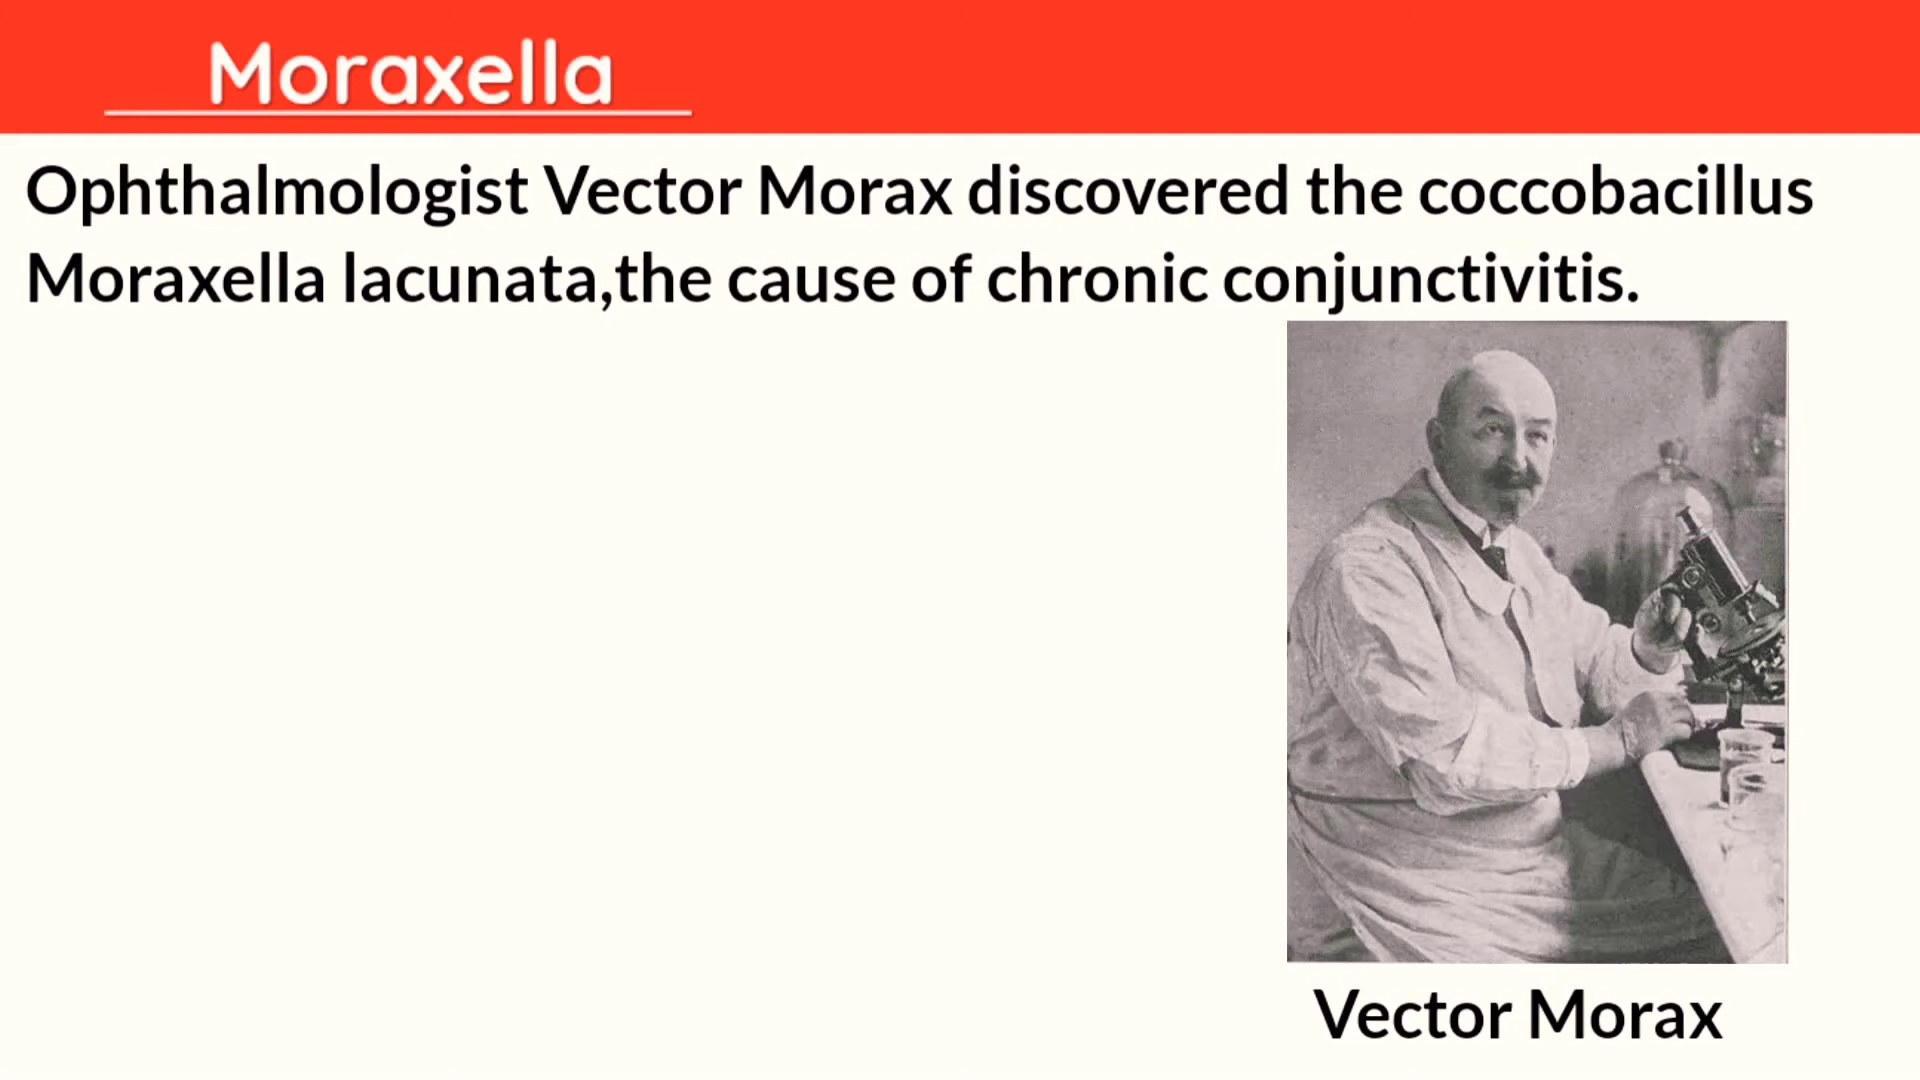 Moraxella
Ophthalmologist Vector Morax discovered the coccobacillus
Moraxella lacunata,the cause of chronic conjunctivitis.
Vector Morax